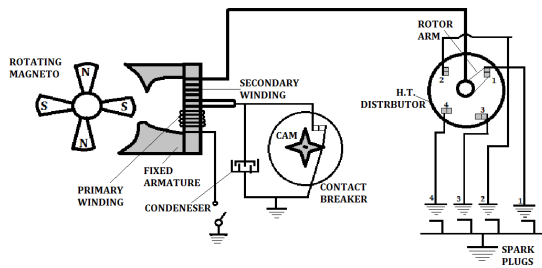 ROTATING
MAGNETO
N
S
S
N
SECONDARY
WINDING
CAM
FIXED
ARMATURE
PRIMARY
WINDING
CONDENESER
CONTACT
BREAKER
ROTOR
ARM
2
1
H.T.
DISTRBUTOR
4
3
4
3
2
1
SPARK
PLUGS